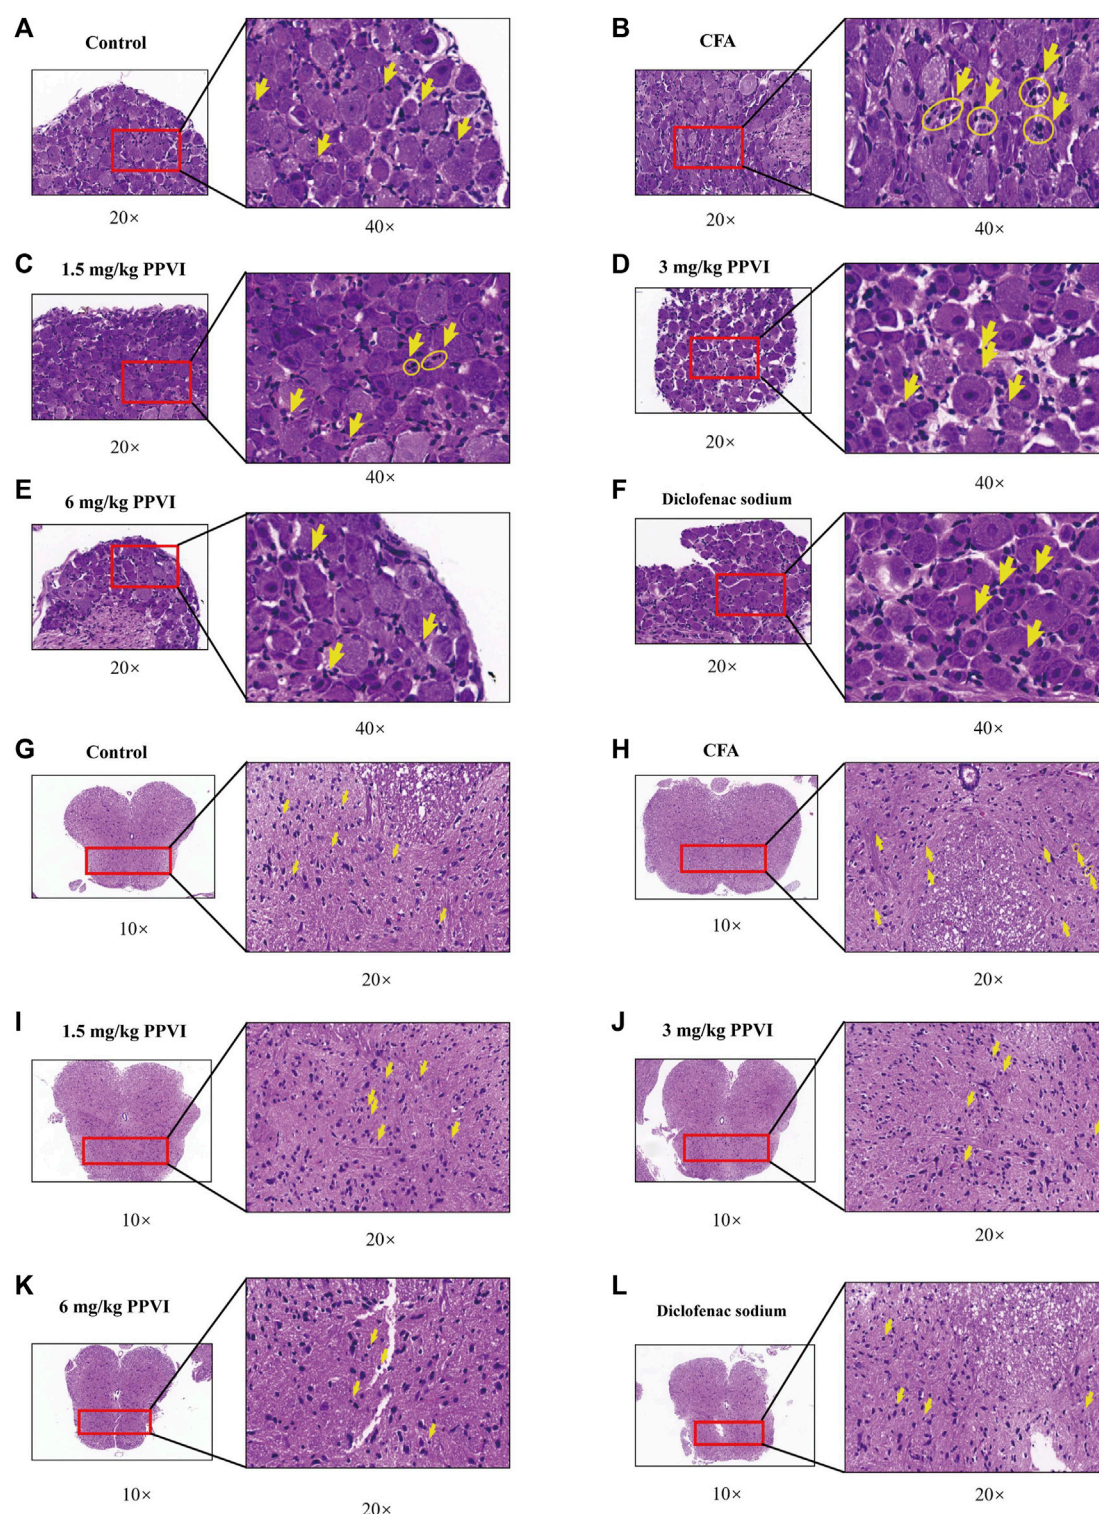 A
Control
20×
40×
B
CFA
20×
40×
C
1.5 mg/kg PPVI
20×
40×
D
3 mg/kg PPVI
20×
40×
E
6 mg/kg PPVI
20×
40×
F
Diclofenac sodium
20×
40×
G
Control
10×
20×
H
CFA
10×
20×
I
1.5 mg/kg PPVI
10×
20×
J
3 mg/kg PPVI
10×
20×
K
6 mg/kg PPVI
10×
20×
L
Diclofenac sodium
10×
20×